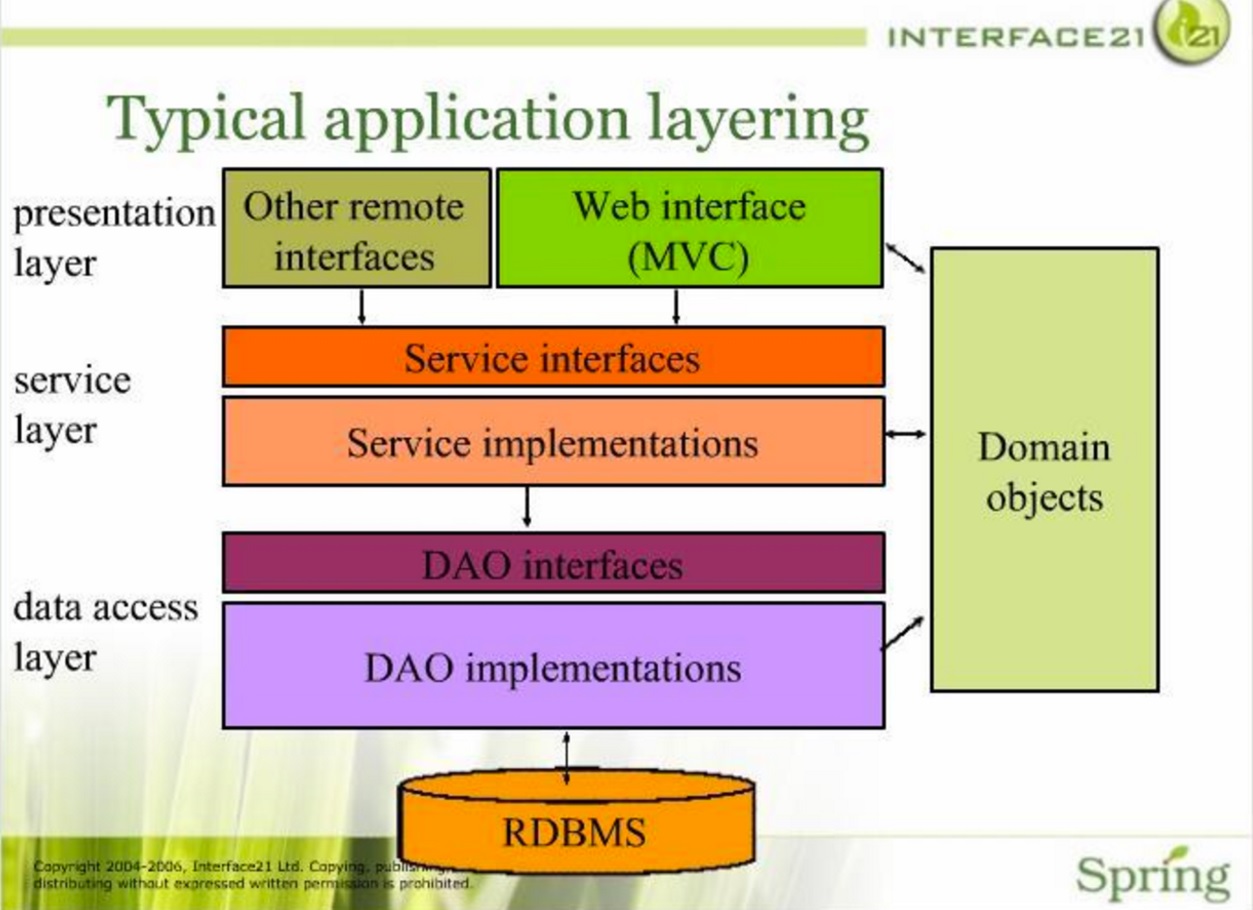 INTERFACE21
i21
Typical application layering
presentation
layer
Other remote
interfaces
Web interface
(MVC)
service
layer
Service interfaces
Service implementations
Domain
objects
data access
layer
DAO interfaces
DAO implementations
RDBMS
Copyright 2004-2006, Interface21 Ltd. Copying, publishing,
distributing without expressed written permission is prohibited.
Spring